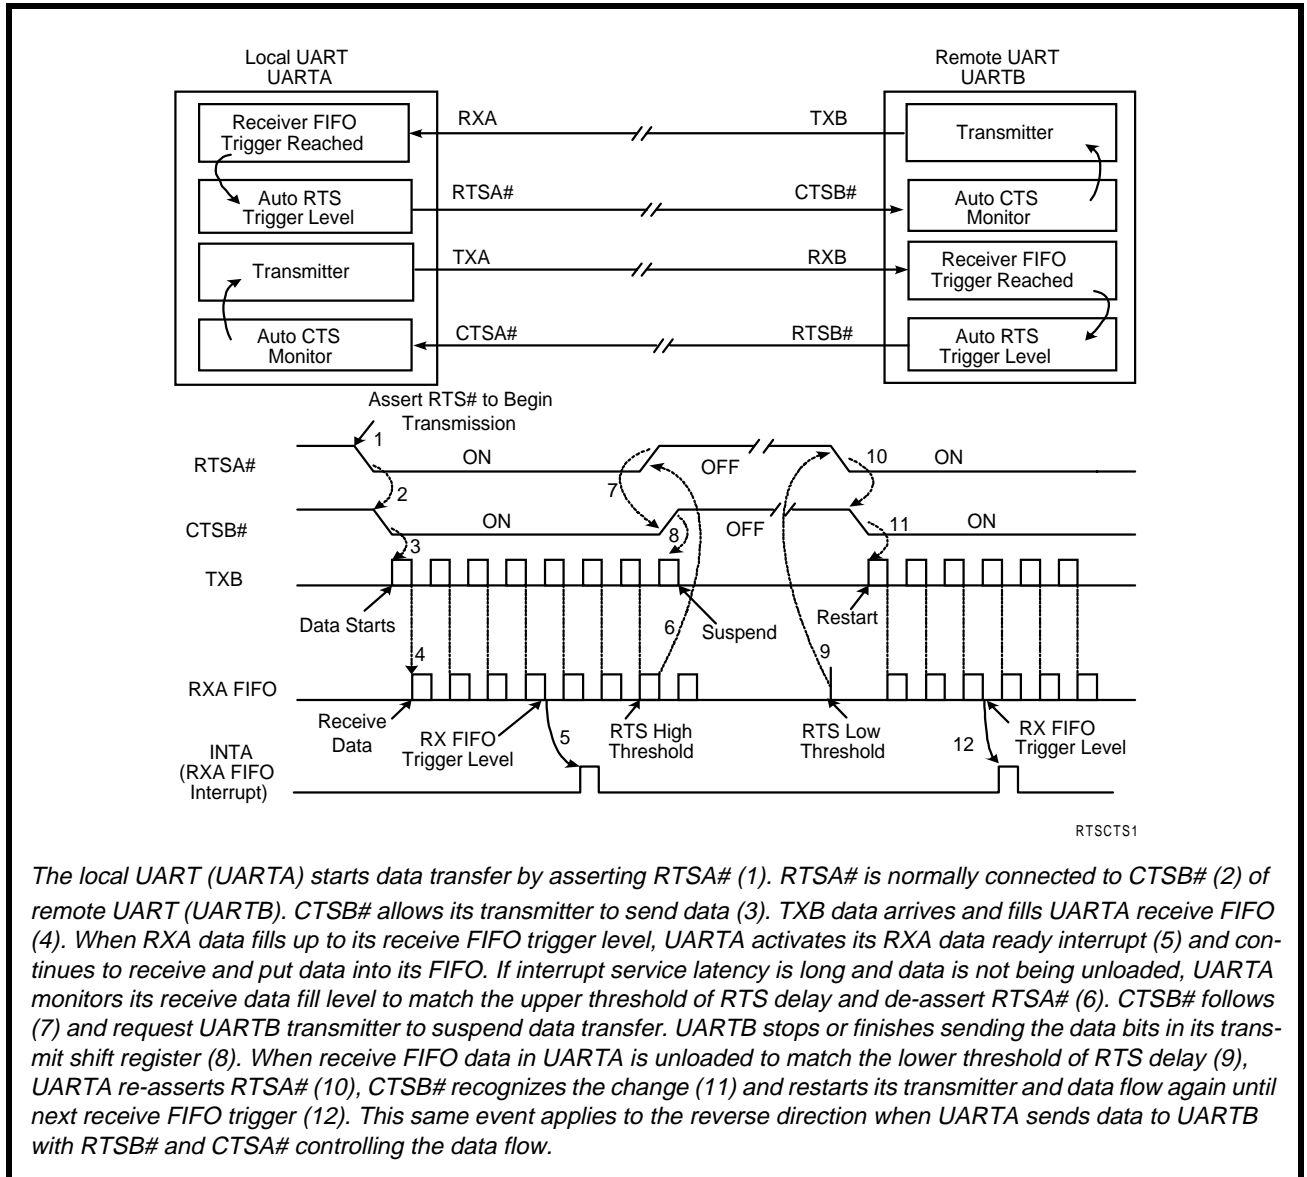 Local UART
UARTA
Remote UART
UARTB
Receiver FIFO
Trigger Reached
RXA
TXB
Transmitter
Auto RTS
Trigger Level
RTSA#
CTSB#
Auto CTS
Monitor
Transmitter
TXA
RXB
Receiver FIFO
Trigger Reached
Auto CTS
Monitor
CTSA#
RTSB#
Auto RTS
Trigger Level
Assert RTS# to Begin
Transmission
1
RTSA#
ON
OFF
10
ON
2
7
CTSB#
ON
8
OFF
11
ON
3
TXB
Data Starts
6
Suspend
Restart
4
9
RXA FIFO
Receive
Data
RX FIFO
Trigger Level
5
RTS High
Threshold
RTS Low
Threshold
12
RX FIFO
Trigger Level
INTA
(RXA FIFO
Interrupt)
RTSCTS1
The local UART (UARTA) starts data transfer by asserting RTSA# (1). RTSA# is normally connected to CTSB# (2) of
remote UART (UARTB). CTSB# allows its transmitter to send data (3). TXB data arrives and fills UARTA receive FIFO
(4). When RXA data fills up to its receive FIFO trigger level, UARTA activates its RXA data ready interrupt (5) and con-
tinues to receive and put data into its FIFO. If interrupt service latency is long and data is not being unloaded, UARTA
monitors its receive data fill level to match the upper threshold of RTS delay and de-assert RTSA# (6). CTSB# follows
(7) and request UARTB transmitter to suspend data transfer. UARTB stops or finishes sending the data bits in its trans-
mit shift register (8). When receive FIFO data in UARTA is unloaded to match the lower threshold of RTS delay (9),
UARTA re-asserts RTSA# (10), CTSB# recognizes the change (11) and restarts its transmitter and data flow again until
next receive FIFO trigger (12). This same event applies to the reverse direction when UARTA sends data to UARTB
with RTSB# and CTSA# controlling the data flow.